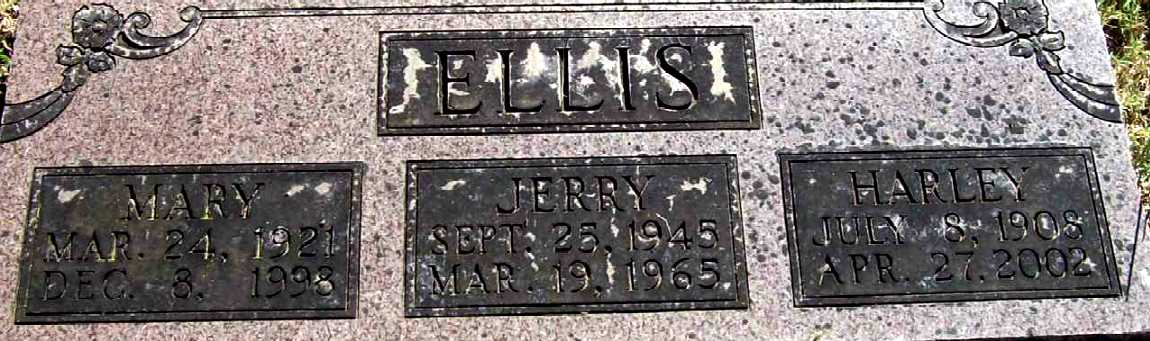 ELLIS
MARY
MAR. 24, 1921
DEC. 8, 1998
JERRY
SEPT. 25, 1945
MAR. 19, 1965
HARLEY
JULY 8, 1908
APR. 27, 2002